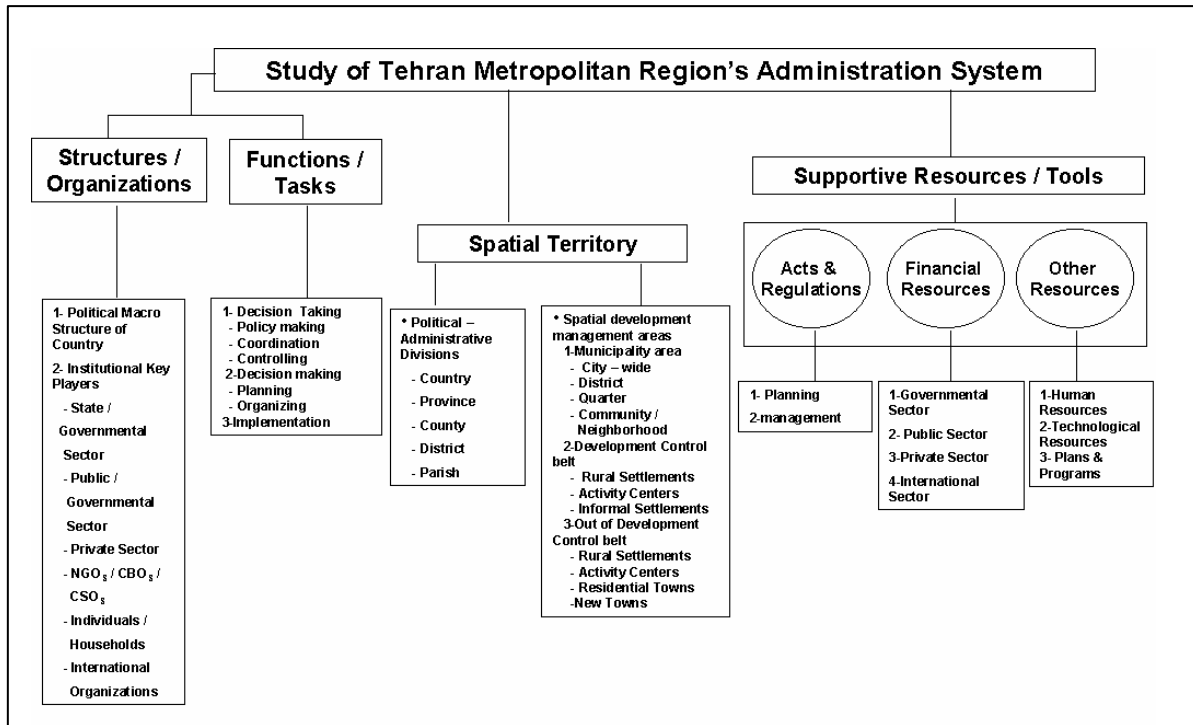 Study of Tehran Metropolitan Region's Administration System
Structures /
Organizations
Functions /
Tasks
Spatial Territory
Supportive Resources / Tools
Acts &
Regulations
Financial
Resources
Other
Resources
1- Political Macro
Structure of
Country
2- Institutional Key
Players
- State /
Governmental
Sector
- Public /
Governmental
Sector
- Private Sector
- NGOs / CBOs /
CSOs
- Individuals /
Households
- International
Organizations
1- Decision Taking
- Policy making
- Coordination
- Controlling
2-Decision making
- Planning
- Organizing
3-Implementation
* Political –
Administrative
Divisions
- Country
- Province
- County
- District
- Parish
* Spatial development
management areas
1-Municipality area
- City – wide
- District
- Quarter
- Community /
Neighborhood
2-Development Control
belt
- Rural Settlements
- Activity Centers
- Informal Settlements
3-Out of Development
Control belt
- Rural Settlements
- Activity Centers
- Residential Towns
-New Towns
1- Planning
2-management
1-Governmental
Sector
2- Public Sector
3-Private Sector
4-International
Sector
1-Human
Resources
2-Technological
Resources
3- Plans &
Programs